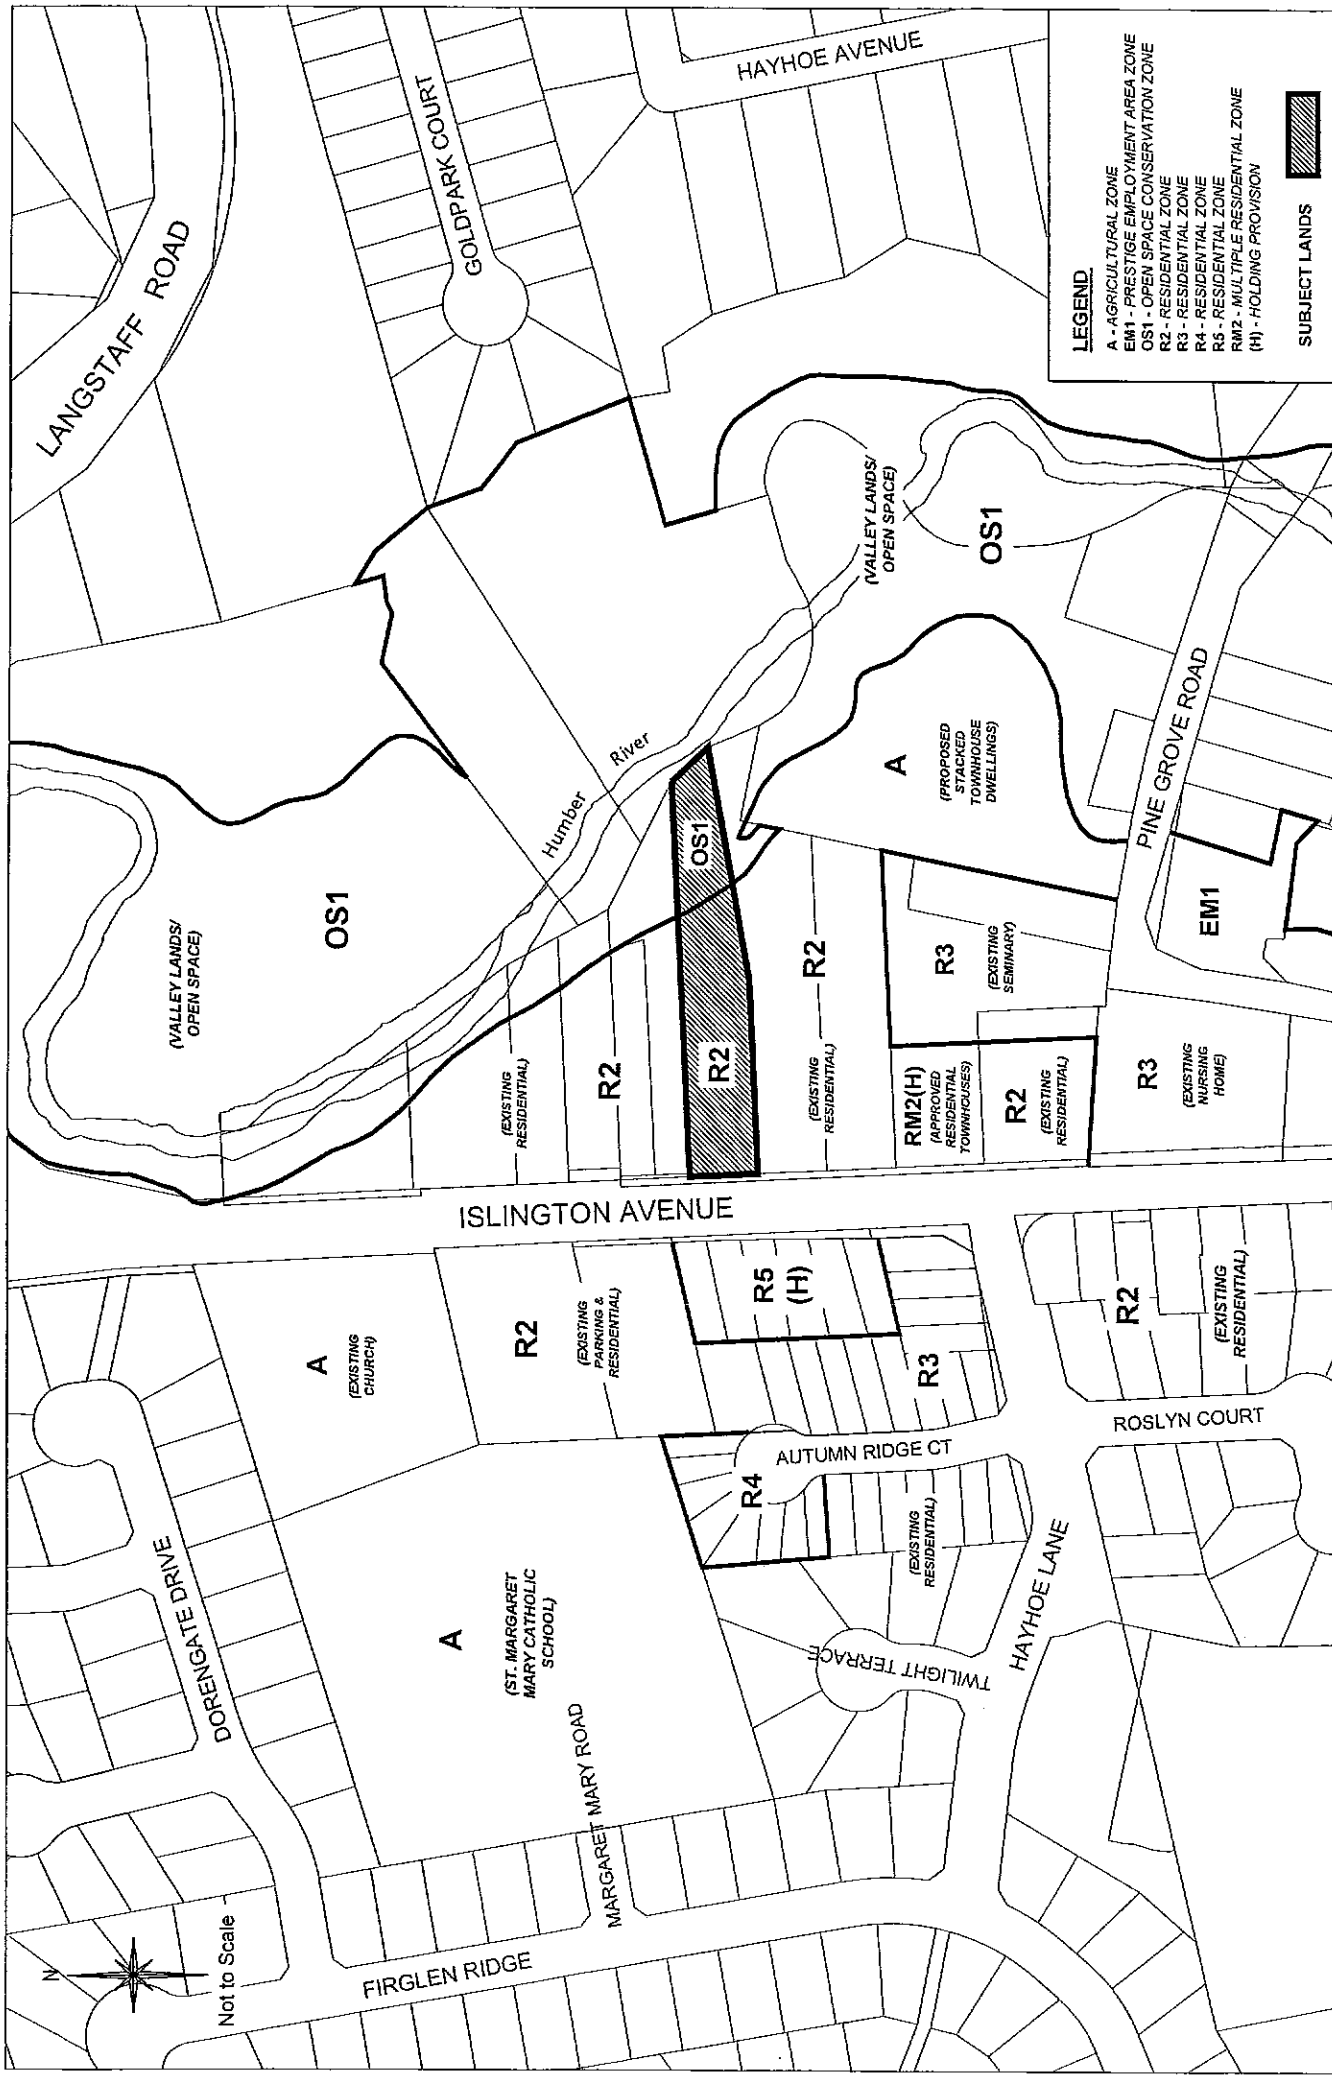 N
Not to Scale
LANGSTAFF ROAD
GOLDPARK COURT
HAYHOE AVENUE
DORENGATE DRIVE
FIRGLEN RIDGE
MARGARET MARY ROAD
A
(ST. MARGARET
MARY CATHOLIC
SCHOOL)
A
(EXISTING
CHURCH)
R2
(EXISTING
PARKING &
RESIDENTIAL)
R5
(H)
R4
R3
AUTUMN RIDGE CT
(EXISTING
RESIDENTIAL)
TWILIGHT TERRACE
HAYHOE LANE
ROSLYN COURT
R2
(EXISTING
RESIDENTIAL)
ISLINGTON AVENUE
(VALLEY LANDS/
OPEN SPACE)
OS1
Humber River
(EXISTING
RESIDENTIAL)
R2
R2
OS1
R2
(EXISTING
RESIDENTIAL)
RM2(H)
(APPROVED
RESIDENTIAL
TOWNHOUSES)
R2
(EXISTING
RESIDENTIAL)
R3
(EXISTING
SEMINARY)
R3
(EXISTING
NURSING
HOME)
EM1
PINE GROVE ROAD
A
(PROPOSED
STACKED
TOWNHOUSE
DWELLINGS)
(VALLEY LANDS/
OPEN SPACE)
OS1
LEGEND
A - AGRICULTURAL ZONE
EM1 - PRESTIGE EMPLOYMENT AREA ZONE
OS1 - OPEN SPACE CONSERVATION ZONE
R2 - RESIDENTIAL ZONE
R3 - RESIDENTIAL ZONE
R4 - RESIDENTIAL ZONE
R5 - RESIDENTIAL ZONE
RM2 - MULTIPLE RESIDENTIAL ZONE
(H) - HOLDING PROVISION
SUBJECT LANDS